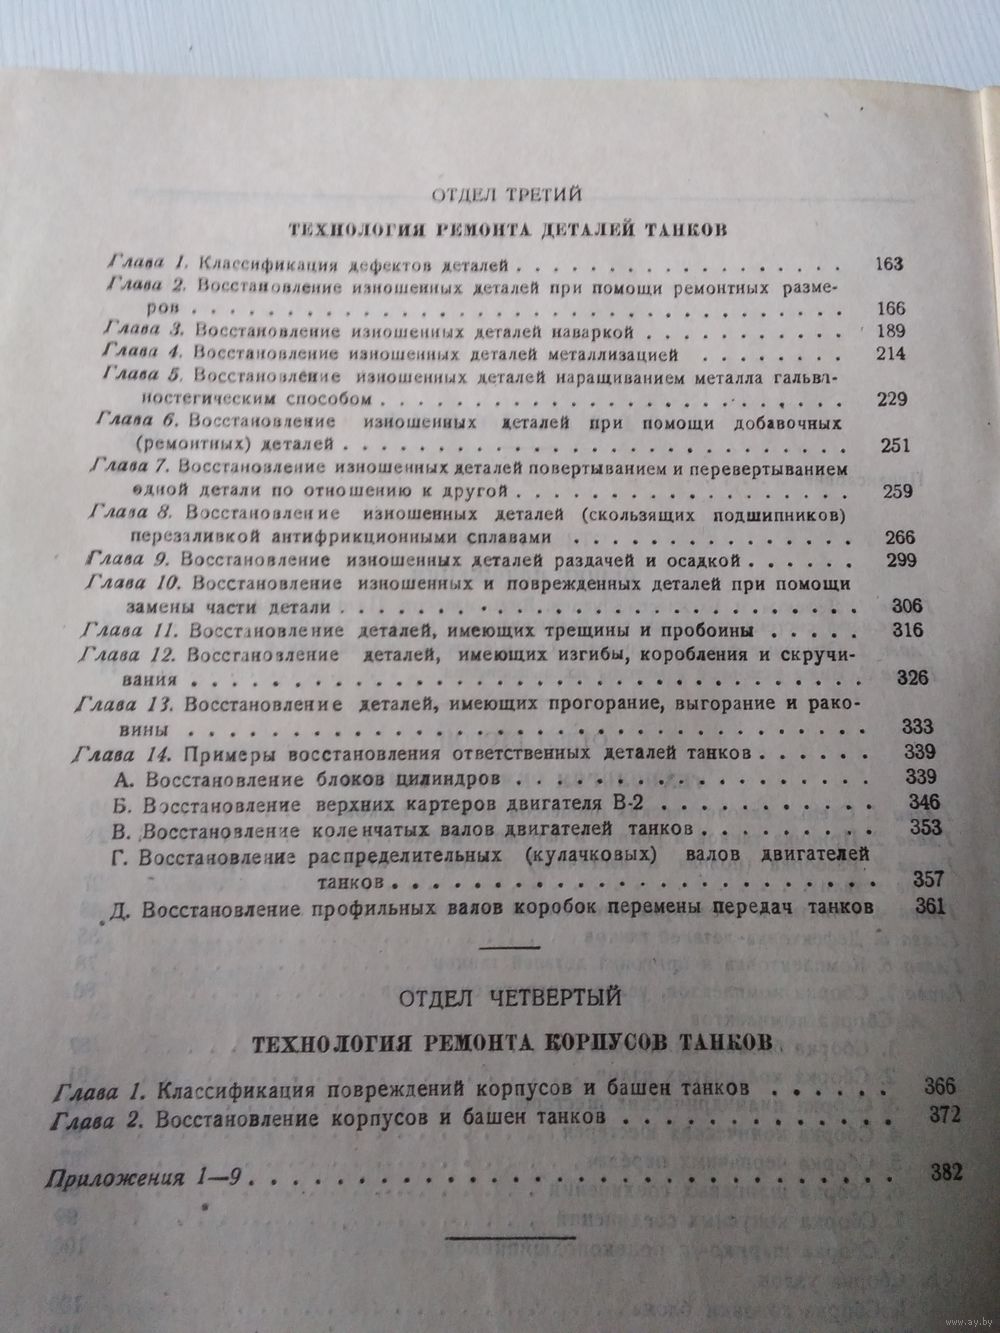 ОТДЕЛ ТРЕТИЙ
ТЕХНОЛОГИЯ РЕМОНТА ДЕТАЛЕЙ ТАНКОВ
Глава 1. Классификация дефектов деталей . . . . . . . . . . . . . . . . . 163
Глава 2. Восстановление изношенных деталей при помощи ремонтных разме-
ров . . . . . . . . . . . . . . . . . . . . . . . . . . . . . 166
Глава 3. Восстановление изношенных деталей наваркой . . . . . . . . . . . 189
Глава 4. Восстановление изношенных деталей металлизацией . . . . . . . . 214
Глава 5. Восстановление изношенных деталей наращиванием металла гальва-
ностегическим способом . . . . . . . . . . . . . . . . . . . . 229
Глава 6. Восстановление изношенных деталей при помощи добавочных
(ремонтных) деталей . . . . . . . . . . . . . . . . . . . . . . 251
Глава 7. Восстановление изношенных деталей повертыванием и перевертыванием
одной детали по отношению к другой . . . . . . . . . . . . . . . 259
Глава 8. Восстановление изношенных деталей (скользящих подшипников)
перезаливкой антифрикционными сплавами . . . . . . . . . . . . 266
Глава 9. Восстановление изношенных деталей раздачей и осадкой . . . . . . 299
Глава 10. Восстановление изношенных и поврежденных деталей при помощи
замены части детали . . . . . . . . . . . . . . . . . . . . . . . 306
Глава 11. Восстановление деталей, имеющих трещины и пробоины . . . . . 316
Глава 12. Восстановление деталей, имеющих изгибы, коробления и скручи-
вания . . . . . . . . . . . . . . . . . . . . . . . . . . . . . 326
Глава 13. Восстановление деталей, имеющих прогорание, выгорание и рако-
вины . . . . . . . . . . . . . . . . . . . . . . . . . . . . . 333
Глава 14. Примеры восстановления ответственных деталей танков . . . . . . 339
А. Восстановление блоков цилиндров . . . . . . . . . . . . . . . . . 339
Б. Восстановление верхних картеров двигателя В-2 . . . . . . . . . . . 346
В. Восстановление коленчатых валов двигателей танков . . . . . . . . . 353
Г. Восстановление распределительных (кулачковых) валов двигателей
танков . . . . . . . . . . . . . . . . . . . . . . . 357
Д. Восстановление профильных валов коробок перемены передач танков 361
ОТДЕЛ ЧЕТВЕРТЫЙ
ТЕХНОЛОГИЯ РЕМОНТА КОРПУСОВ ТАНКОВ
Глава 1. Классификация повреждений корпусов и башен танков . . . . . . 366
Глава 2. Восстановление корпусов и башен танков . . . . . . . . . . . . . 372
Приложения 1—9 . . . . . . . . . . . . . . . . . . . . . . . . . . . 382
www.ay.by